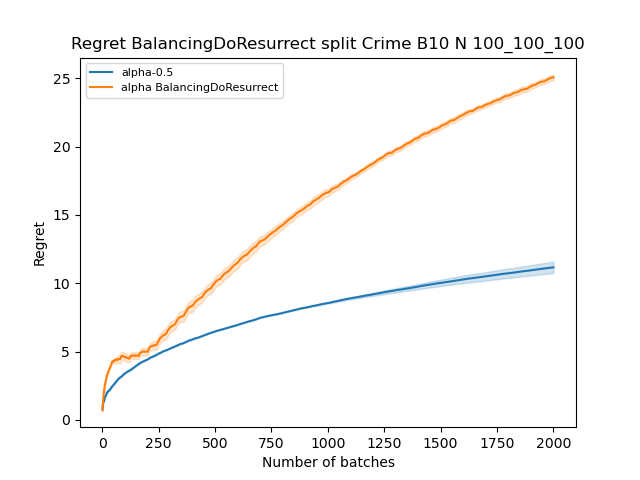 Regret BalancingDoResurrect split Crime B10 N 100_100_100
alpha-0.5
alpha BalancingDoResurrect
25
20
15
10
5
0
Regret
0 250 500 750 1000 1250 1500 1750 2000
Number of batches